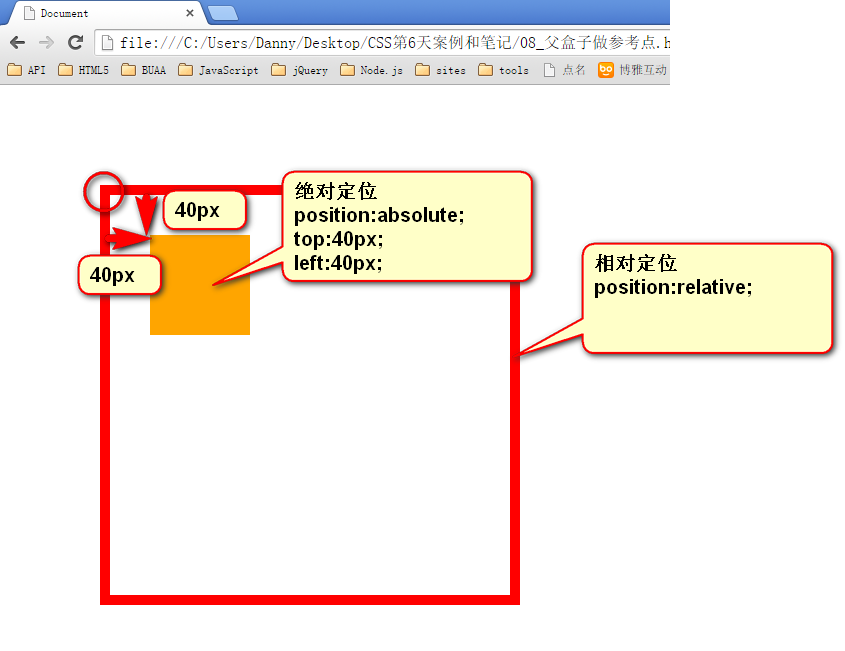 Document
file:///C:/Users/Danny/Desktop/CSS第6天案例和笔记/08_父盒子做参考点.h
API HTML5 BUAA JavaScript jQuery Node.js sites tools 点名 bo 博雅互动
绝对定位
position:absolute;
top:40px;
left:40px;
40px
40px
相对定位
position:relative;